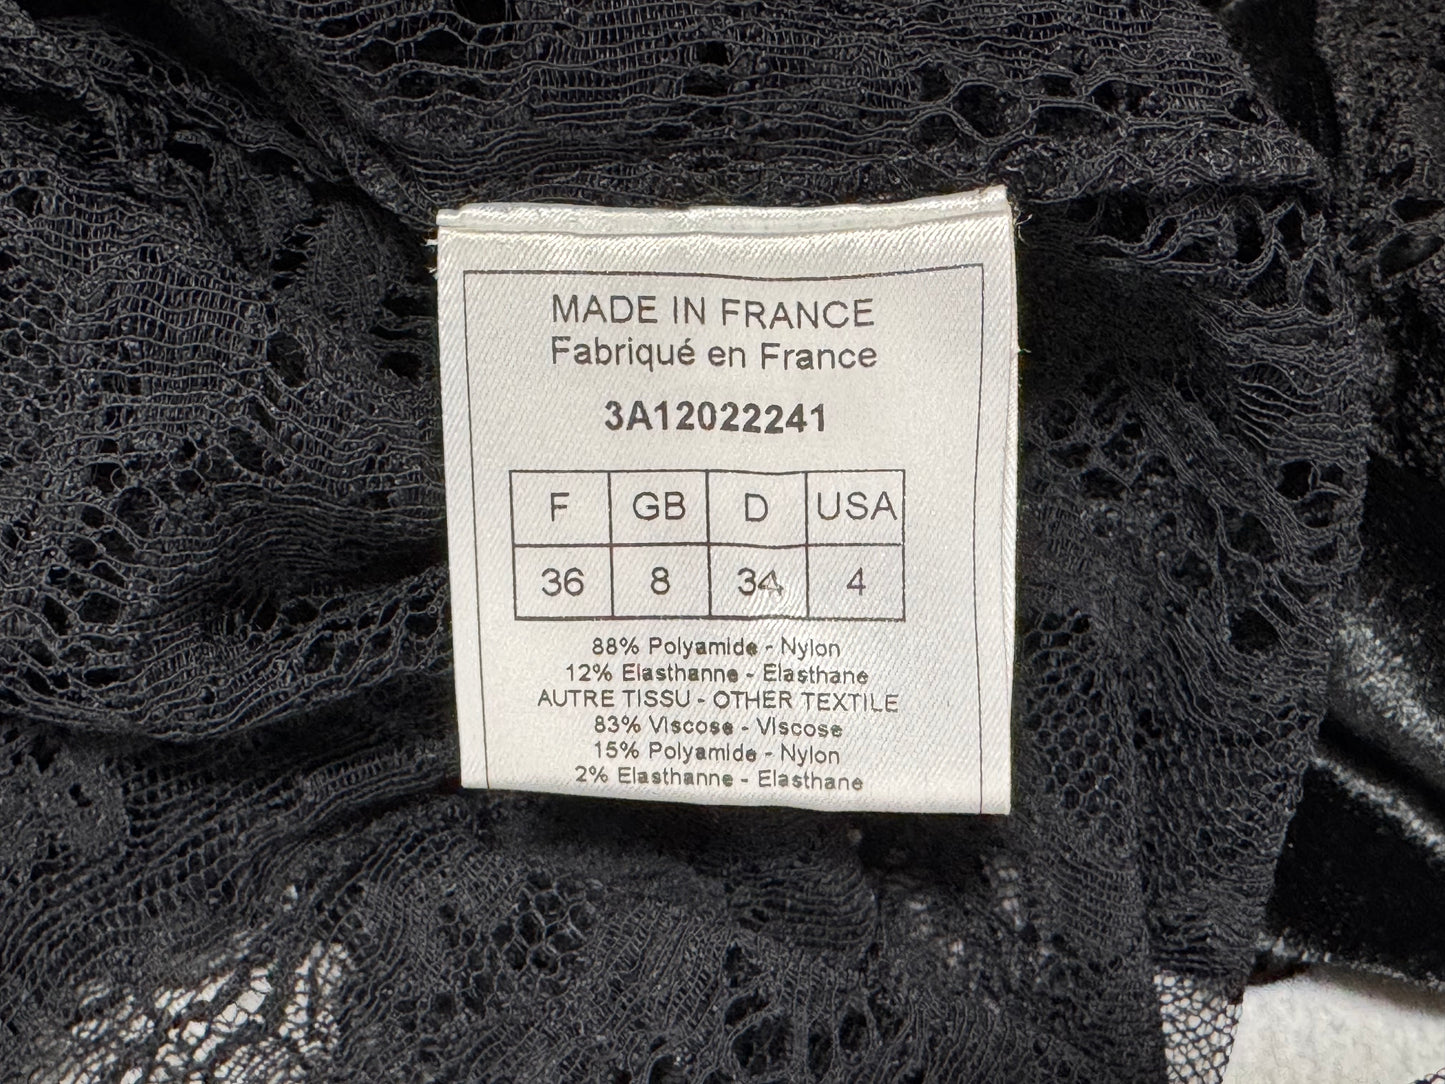 MADE IN FRANCE
Fabriqué en France
3A12022241
F GB D USA
36 8 34 4
88% Polyamide - Nylon
12% Elasthanne - Elasthane
AUTRE TISSU - OTHER TEXTILE
83% Viscose - Viscose
15% Polyamide - Nylon
2% Elasthanne - Elasthane